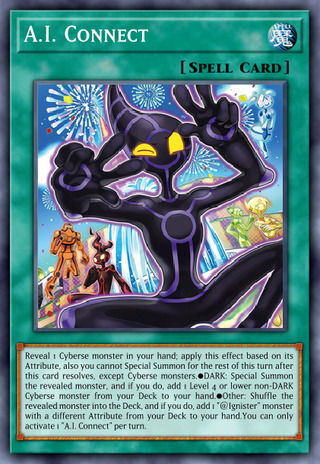 A.I. Connect
[Spell Card]
Reveal 1 Cyberse monster in your hand; apply this effect based on its
Attribute, also you cannot Special Summon for the rest of this turn after
this card resolves, except Cyberse monsters.●DARK: Special Summon
the revealed monster, and if you do, add 1 Level 4 or lower non-DARK
Cyberse monster from your Deck to your hand.●Other: Shuffle the
revealed monster into the Deck, and if you do, add 1 "@Ignister" monster
with a different Attribute from your Deck to your hand.You can only
activate 1 "A.I. Connect" per turn.